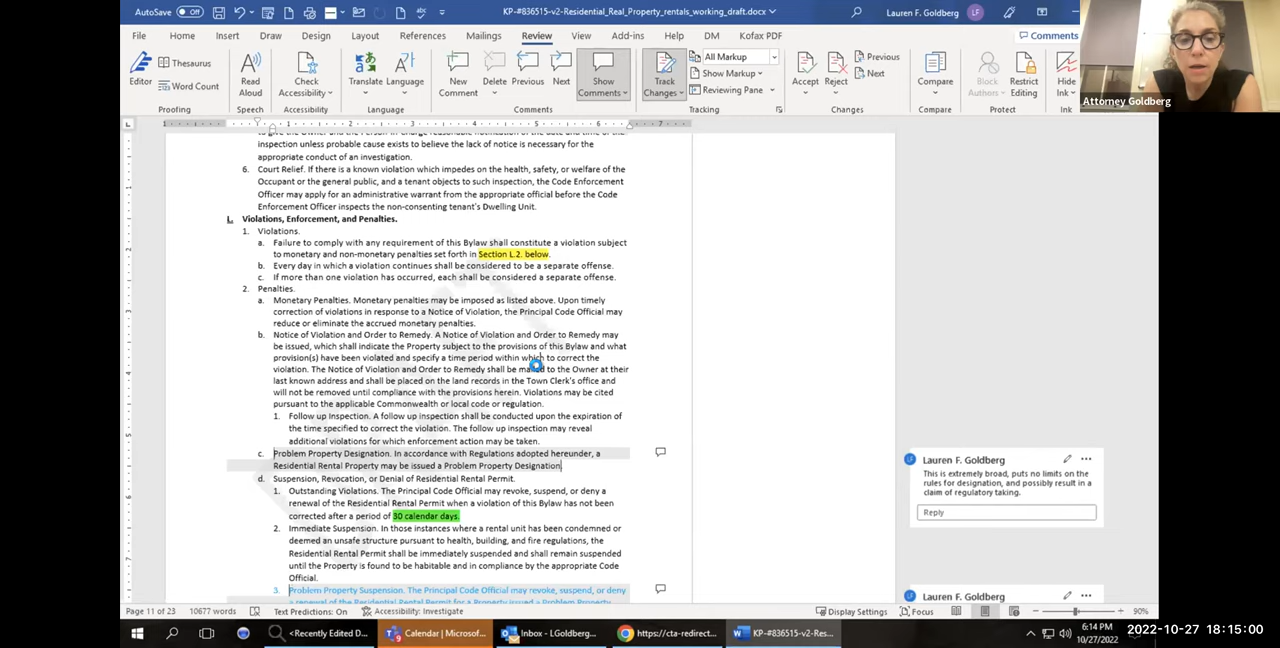 AutoSave Off
KP-#836515-v2-Residential_Real_Property_rentals_working_draft.docx
Lauren F. Goldberg
LF
Attorney Goldberg
File Home Insert Draw Design Layout References Mailings Review View Add-ins Help DM Kofax PDF
Comments
Editor
Thesaurus
Word Count
Proofing
Read Aloud
Speech
Check Accessibility
Accessibility
Translate
Language
Language
New Comment
Delete
Previous
Next
Show Comments
Comments
Track Changes
All Markup
Show Markup
Reviewing Pane
Tracking
Accept
Reject
Previous
Next
Changes
Compare
Compare
Block Authors
Restrict Editing
Protect
Hide Ink
Ink
inspection unless probable cause exists to believe the lack of notice is necessary for the
appropriate conduct of an investigation.
6. Court Relief. If there is a known violation which impedes on the health, safety, or welfare of the
Occupant or the general public, and a tenant objects to such inspection, the Code Enforcement
Officer may apply for an administrative warrant from the appropriate official before the Code
Enforcement Officer inspects the non-consenting tenant's Dwelling Unit.
L. Violations, Enforcement, and Penalties.
1. Violations.
a. Failure to comply with any requirement of this Bylaw shall constitute a violation subject
to monetary and non-monetary penalties set forth in Section L.2. below.
b. Every day in which a violation continues shall be considered to be a separate offense.
c. If more than one violation has occurred, each shall be considered a separate offense.
2. Penalties.
a. Monetary Penalties. Monetary penalties may be imposed as listed above. Upon timely
correction of violations in response to a Notice of Violation, the Principal Code Official may
reduce or eliminate the accrued monetary penalties.
b. Notice of Violation and Order to Remedy. A Notice of Violation and Order to Remedy may
be issued, which shall indicate the Property subject to the provisions of this Bylaw and what
provision(s) have been violated and specify a time period within which to correct the
violation. The Notice of Violation and Order to Remedy shall be mailed to the Owner at their
last known address and shall be placed on the land records in the Town Clerk's office and
will not be removed until compliance with the provisions herein. Violations may be cited
pursuant to the applicable Commonwealth or local code or regulation.
1. Follow up Inspection. A follow up inspection shall be conducted upon the expiration of
the time specified to correct the violation. The follow up inspection may reveal
additional violations for which enforcement action may be taken.
c. Problem Property Designation. In accordance with Regulations adopted hereunder, a
Residential Rental Property may be issued a Problem Property Designation
d. Suspension, Revocation, or Denial of Residential Rental Permit.
1. Outstanding Violations. The Principal Code Official may revoke, suspend, or deny a
renewal of the Residential Rental Permit when a violation of this Bylaw has not been
corrected after a period of 30 calendar days.
2. Immediate Suspension. In those instances where a rental unit has been condemned or
deemed an unsafe structure pursuant to health, building, and fire regulations, the
Residential Rental Permit shall be immediately suspended and shall remain suspended
until the Property is found to be habitable and in compliance by the appropriate Code
Official.
3. Problem Property Suspension. The Principal Code Official may revoke, suspend, or deny
a renewal of the Residential Rental Permit for a Property issued a Problem Property
LF Lauren F. Goldberg
This is extremely broad, puts no limits on the
rules for designation, and possibly result in a
claim of regulatory taking.
Reply
LF Lauren F. Goldberg
Page 11 of 23 10677 words Text Predictions: On Accessibility: Investigate
Display Settings Focus 90%
<Recently Edited D...
Calendar | Microsof...
Inbox - LGoldberg...
https://cta-redirect...
KP-#836515-v2-Res...
6:14 PM
10/27/2022
2022-10-27 18:15:00